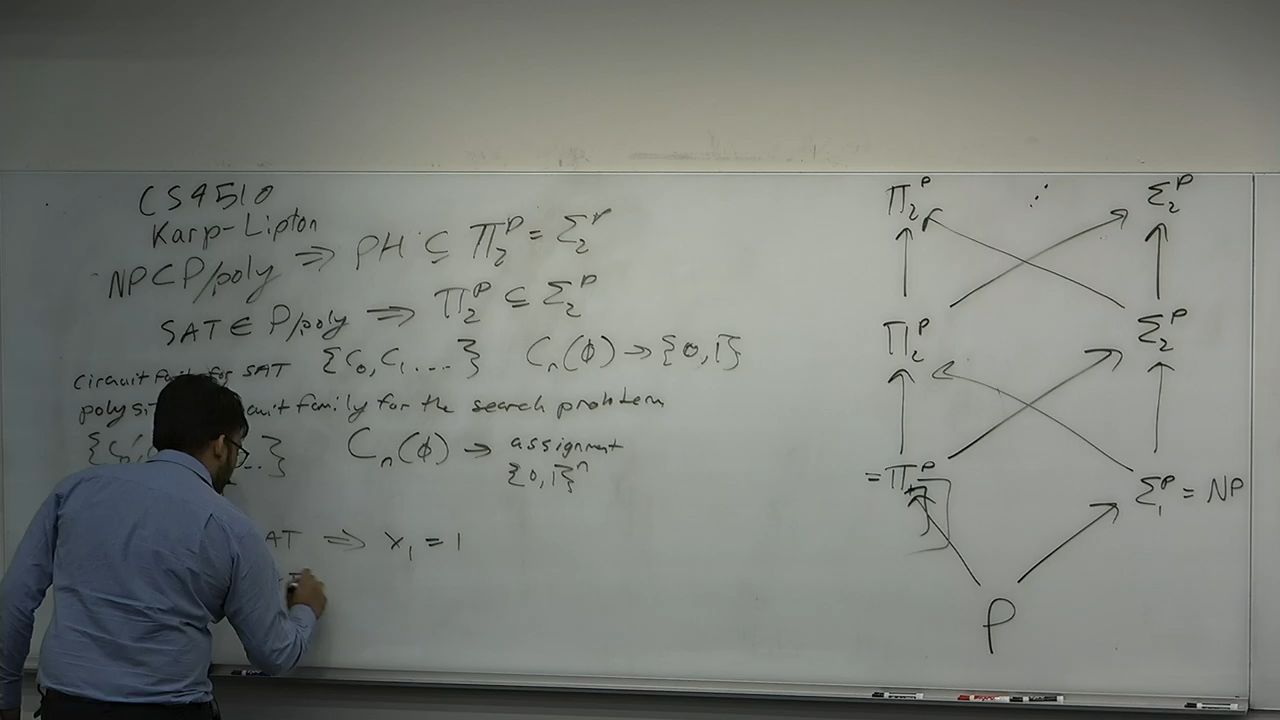 CS4510
Karp-Lipton
NP⊂P/poly ⇒ PH ⊆ Π₂ᴾ = Σ₂ᴾ
SAT ∈ P/poly ⇒ Π₂ᴾ ⊆ Σ₂ᴾ
circuit for SAT {C₀, C₁, ...} Cₙ(ϕ) → {0,1}
poly family for the search problem
Cₙ(ϕ) → assignment
{0,1}ⁿ
AT ⇒ x₁ = 1
Π₂ᴾ ⋰ Σ₂ᴾ
Π₂ᴾ Σ₂ᴾ
Σ₁ᴾ = NP
P